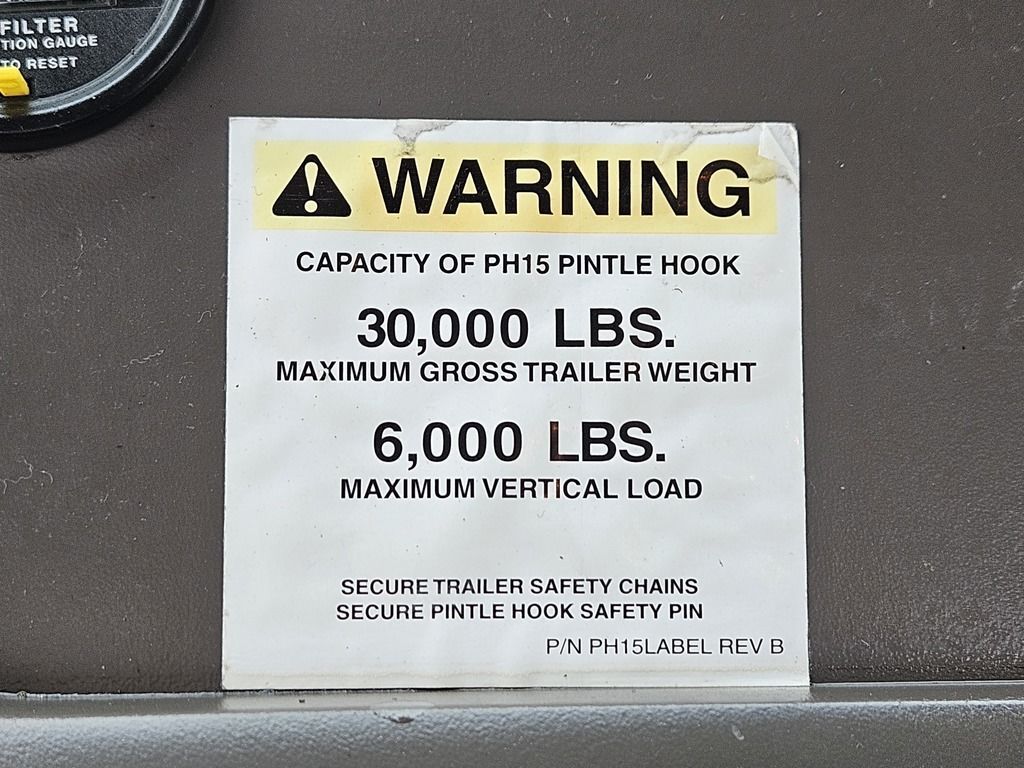 FILTER
TION GAUGE
TO RESET
WARNING
CAPACITY OF PH15 PINTLE HOOK
30,000 LBS.
MAXIMUM GROSS TRAILER WEIGHT
6,000 LBS.
MAXIMUM VERTICAL LOAD
SECURE TRAILER SAFETY CHAINS
SECURE PINTLE HOOK SAFETY PIN
P/N PH15LABEL REV B